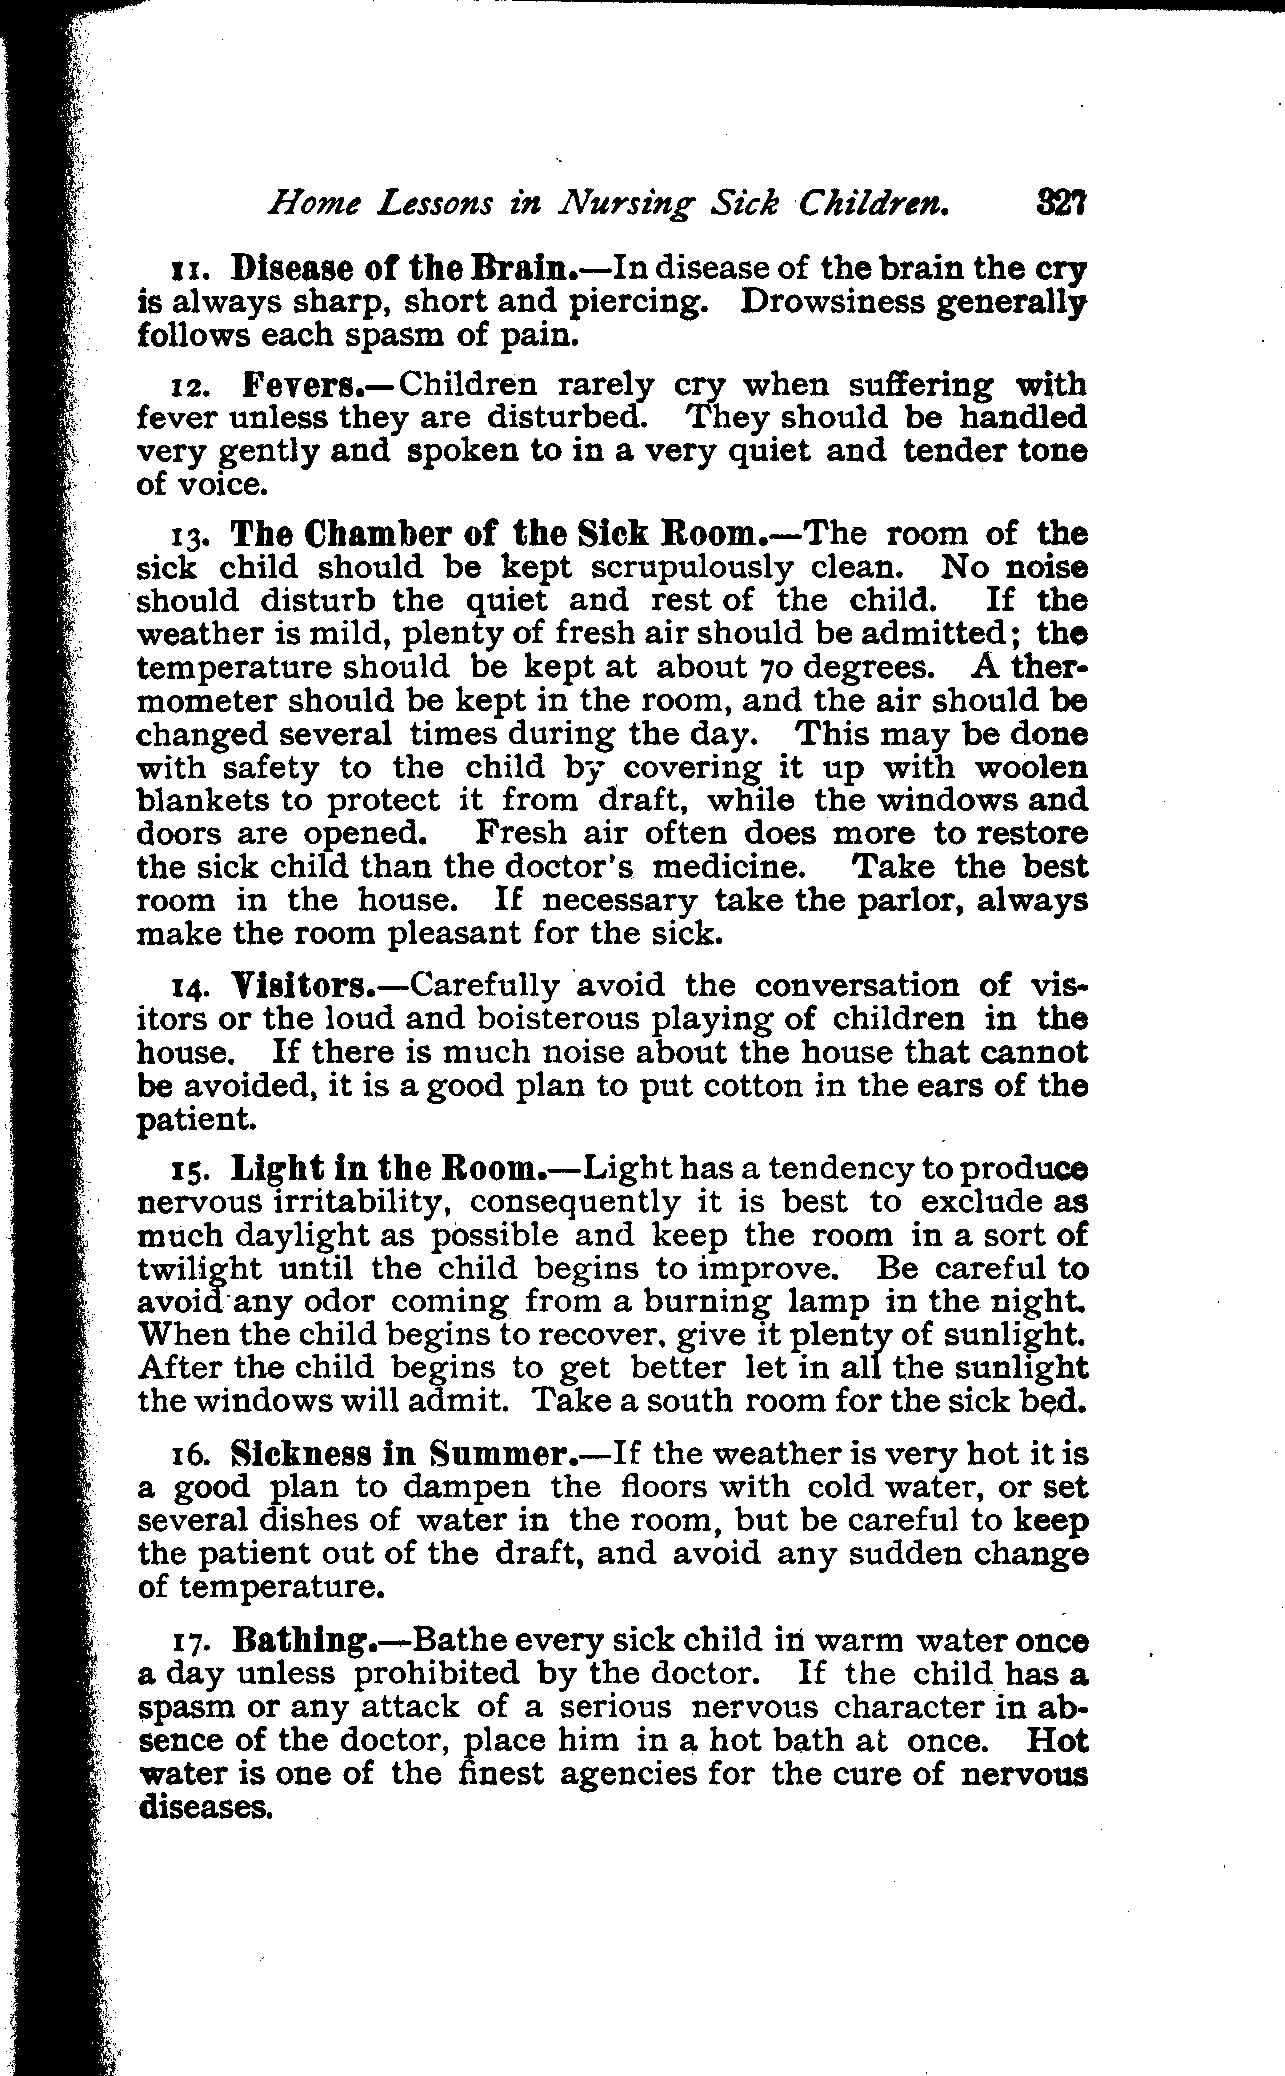 Home Lessons in Nursing Sick Children. 327
11. Disease of the Brain.—In disease of the brain the cry
is always sharp, short and piercing. Drowsiness generally
follows each spasm of pain.
12. Fevers.—Children rarely cry when suffering with
fever unless they are disturbed. They should be handled
very gently and spoken to in a very quiet and tender tone
of voice.
13. The Chamber of the Sick Room.—The room of the
sick child should be kept scrupulously clean. No noise
should disturb the quiet and rest of the child. If the
weather is mild, plenty of fresh air should be admitted; the
temperature should be kept at about 70 degrees. A ther-
mometer should be kept in the room, and the air should be
changed several times during the day. This may be done
with safety to the child by covering it up with woolen
blankets to protect it from draft, while the windows and
doors are opened. Fresh air often does more to restore
the sick child than the doctor's medicine. Take the best
room in the house. If necessary take the parlor, always
make the room pleasant for the sick.
14. Visitors.—Carefully avoid the conversation of vis-
itors or the loud and boisterous playing of children in the
house. If there is much noise about the house that cannot
be avoided, it is a good plan to put cotton in the ears of the
patient.
15. Light in the Room.—Light has a tendency to produce
nervous irritability, consequently it is best to exclude as
much daylight as possible and keep the room in a sort of
twilight until the child begins to improve. Be careful to
avoid any odor coming from a burning lamp in the night.
When the child begins to recover, give it plenty of sunlight.
After the child begins to get better let in all the sunlight
the windows will admit. Take a south room for the sick bed.
16. Sickness in Summer.—If the weather is very hot it is
a good plan to dampen the floors with cold water, or set
several dishes of water in the room, but be careful to keep
the patient out of the draft, and avoid any sudden change
of temperature.
17. Bathing.—Bathe every sick child in warm water once
a day unless prohibited by the doctor. If the child has a
spasm or any attack of a serious nervous character in ab-
sence of the doctor, place him in a hot bath at once. Hot
water is one of the finest agencies for the cure of nervous
diseases.